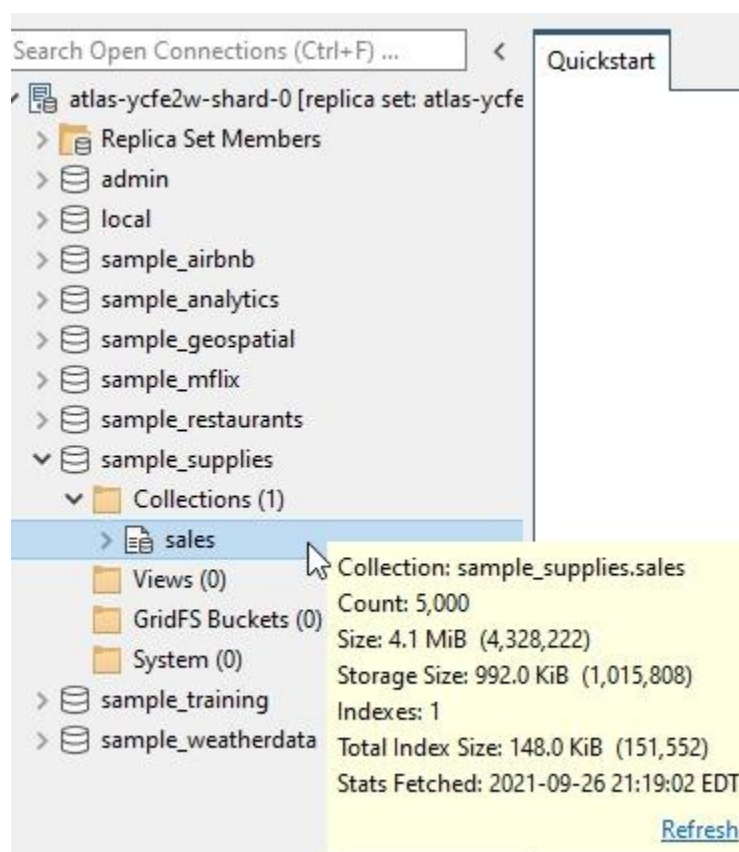 Search Open Connections (Ctrl+F) ...
Quickstart
atlas-ycfe2w-shard-0 [replica set: atlas-ycfe
Replica Set Members
admin
local
sample_airbnb
sample_analytics
sample_geospatial
sample_mflix
sample_restaurants
sample_supplies
Collections (1)
sales
Views (0)
GridFS Buckets (0)
System (0)
sample_training
sample_weatherdata
Collection: sample_supplies.sales
Count: 5,000
Size: 4.1 MiB (4,328,222)
Storage Size: 992.0 KiB (1,015,808)
Indexes: 1
Total Index Size: 148.0 KiB (151,552)
Stats Fetched: 2021-09-26 21:19:02 EDT
Refresh